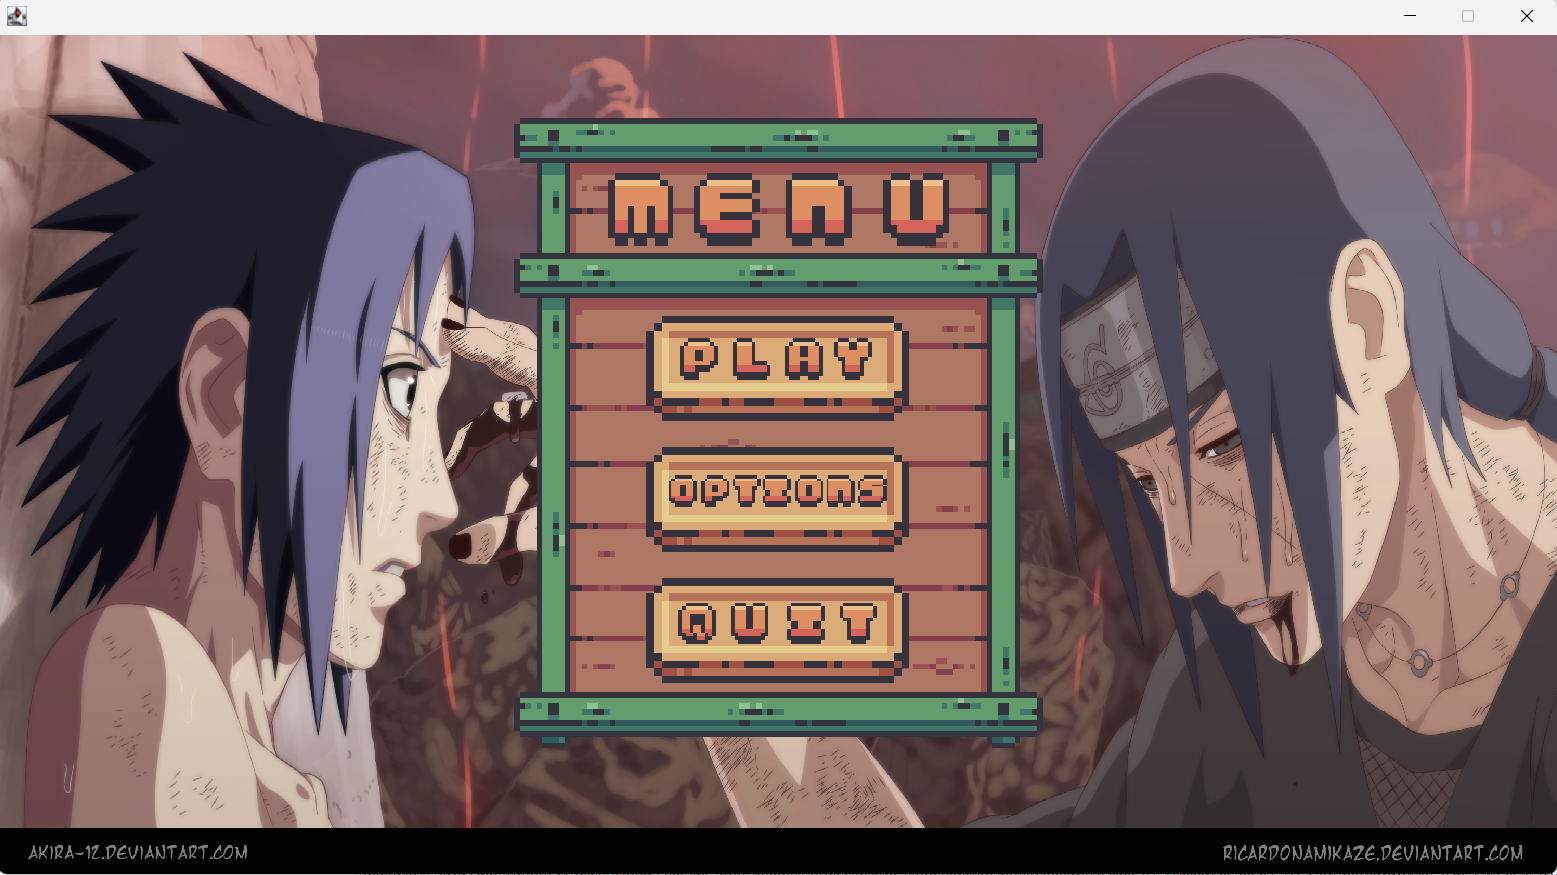 MENU
PLAY
OPTIONS
QUIT
AKIRA-12.DEVIANTART.COM
RICARDONAMIKAZE.DEVIANTART.COM